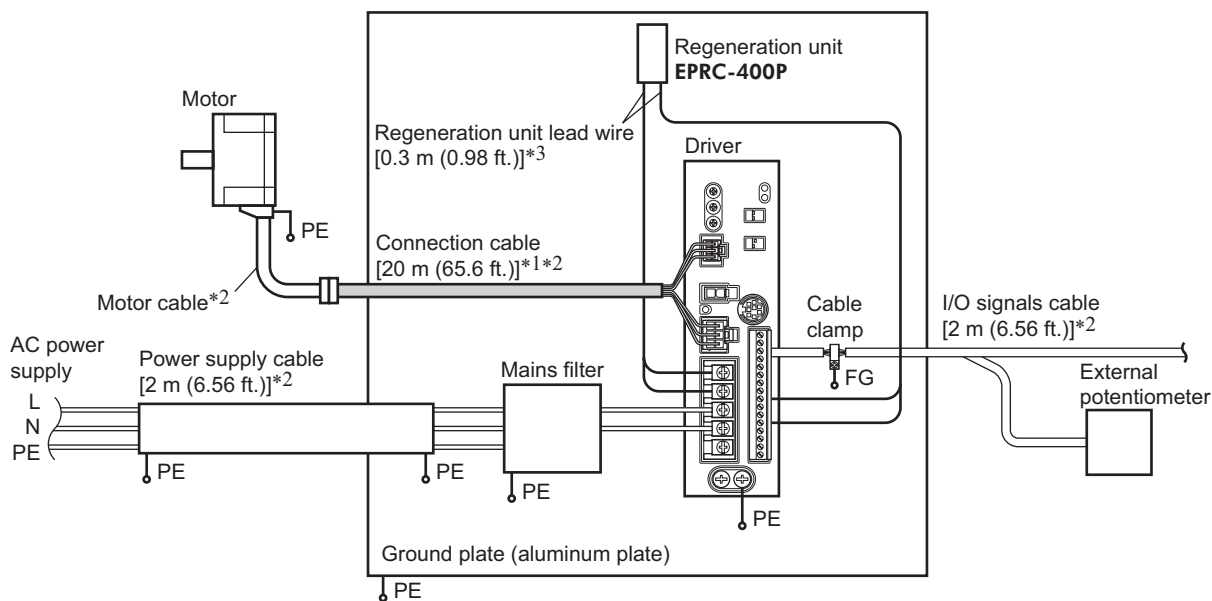 Regeneration unit
EPRC-400P
Motor
Regeneration unit lead wire
[0.3 m (0.98 ft.)]*3
Driver
PE
Connection cable
[20 m (65.6 ft.)]*1*2
Motor cable*2
Cable
clamp
I/O signals cable
[2 m (6.56 ft.)]*2
AC power
supply
Power supply cable
[2 m (6.56 ft.)]*2
Mains filter
FG
External
potentiometer
L
N
PE
PE
PE
PE
PE
Ground plate (aluminum plate)
PE